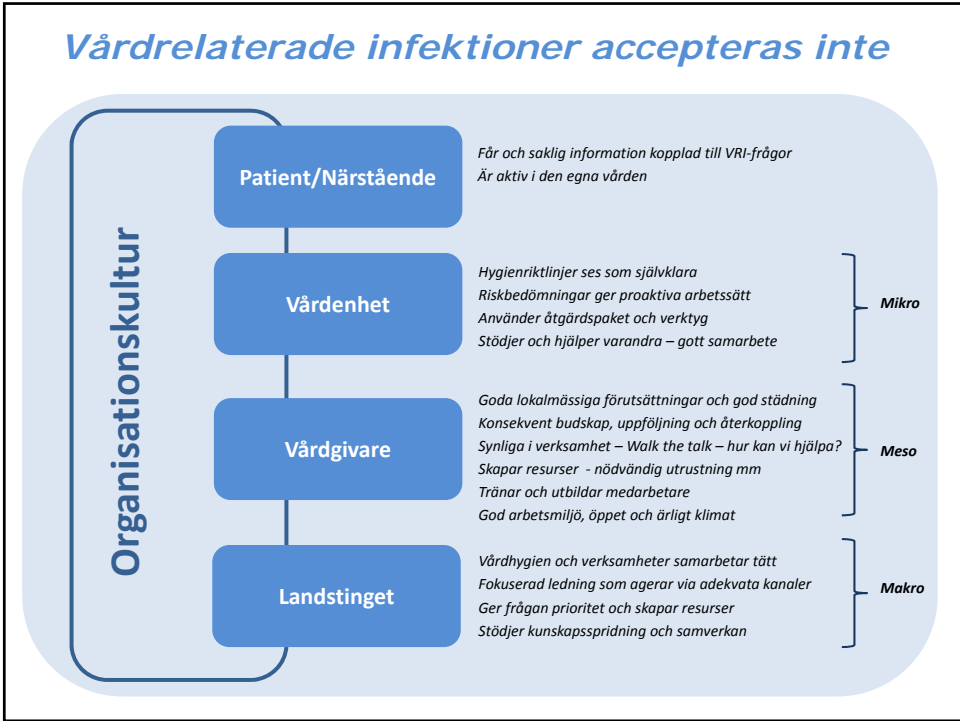 Vårdrelaterade infektioner accepteras inte
Organisationskultur
Patient/Närstående
Får och saklig information kopplad till VRI-frågor
Är aktiv i den egna vården
Vårdenhet
Hygienriktlinjer ses som självklara
Riskbedömningar ger proaktiva arbetssätt
Använder åtgärdspaket och verktyg
Stödjer och hjälper varandra – gott samarbete
Mikro
Vårdgivare
Goda lokalmässiga förutsättningar och god städning
Konsekvent budskap, uppföljning och återkoppling
Synliga i verksamhet – Walk the talk – hur kan vi hjälpa?
Skapar resurser - nödvändig utrustning mm
Tränar och utbildar medarbetare
God arbetsmiljö, öppet och ärligt klimat
Meso
Landstinget
Vårdhygien och verksamheter samarbetar tätt
Fokuserad ledning som agerar via adekvata kanaler
Ger frågan prioritet och skapar resurser
Stödjer kunskapsspridning och samverkan
Makro